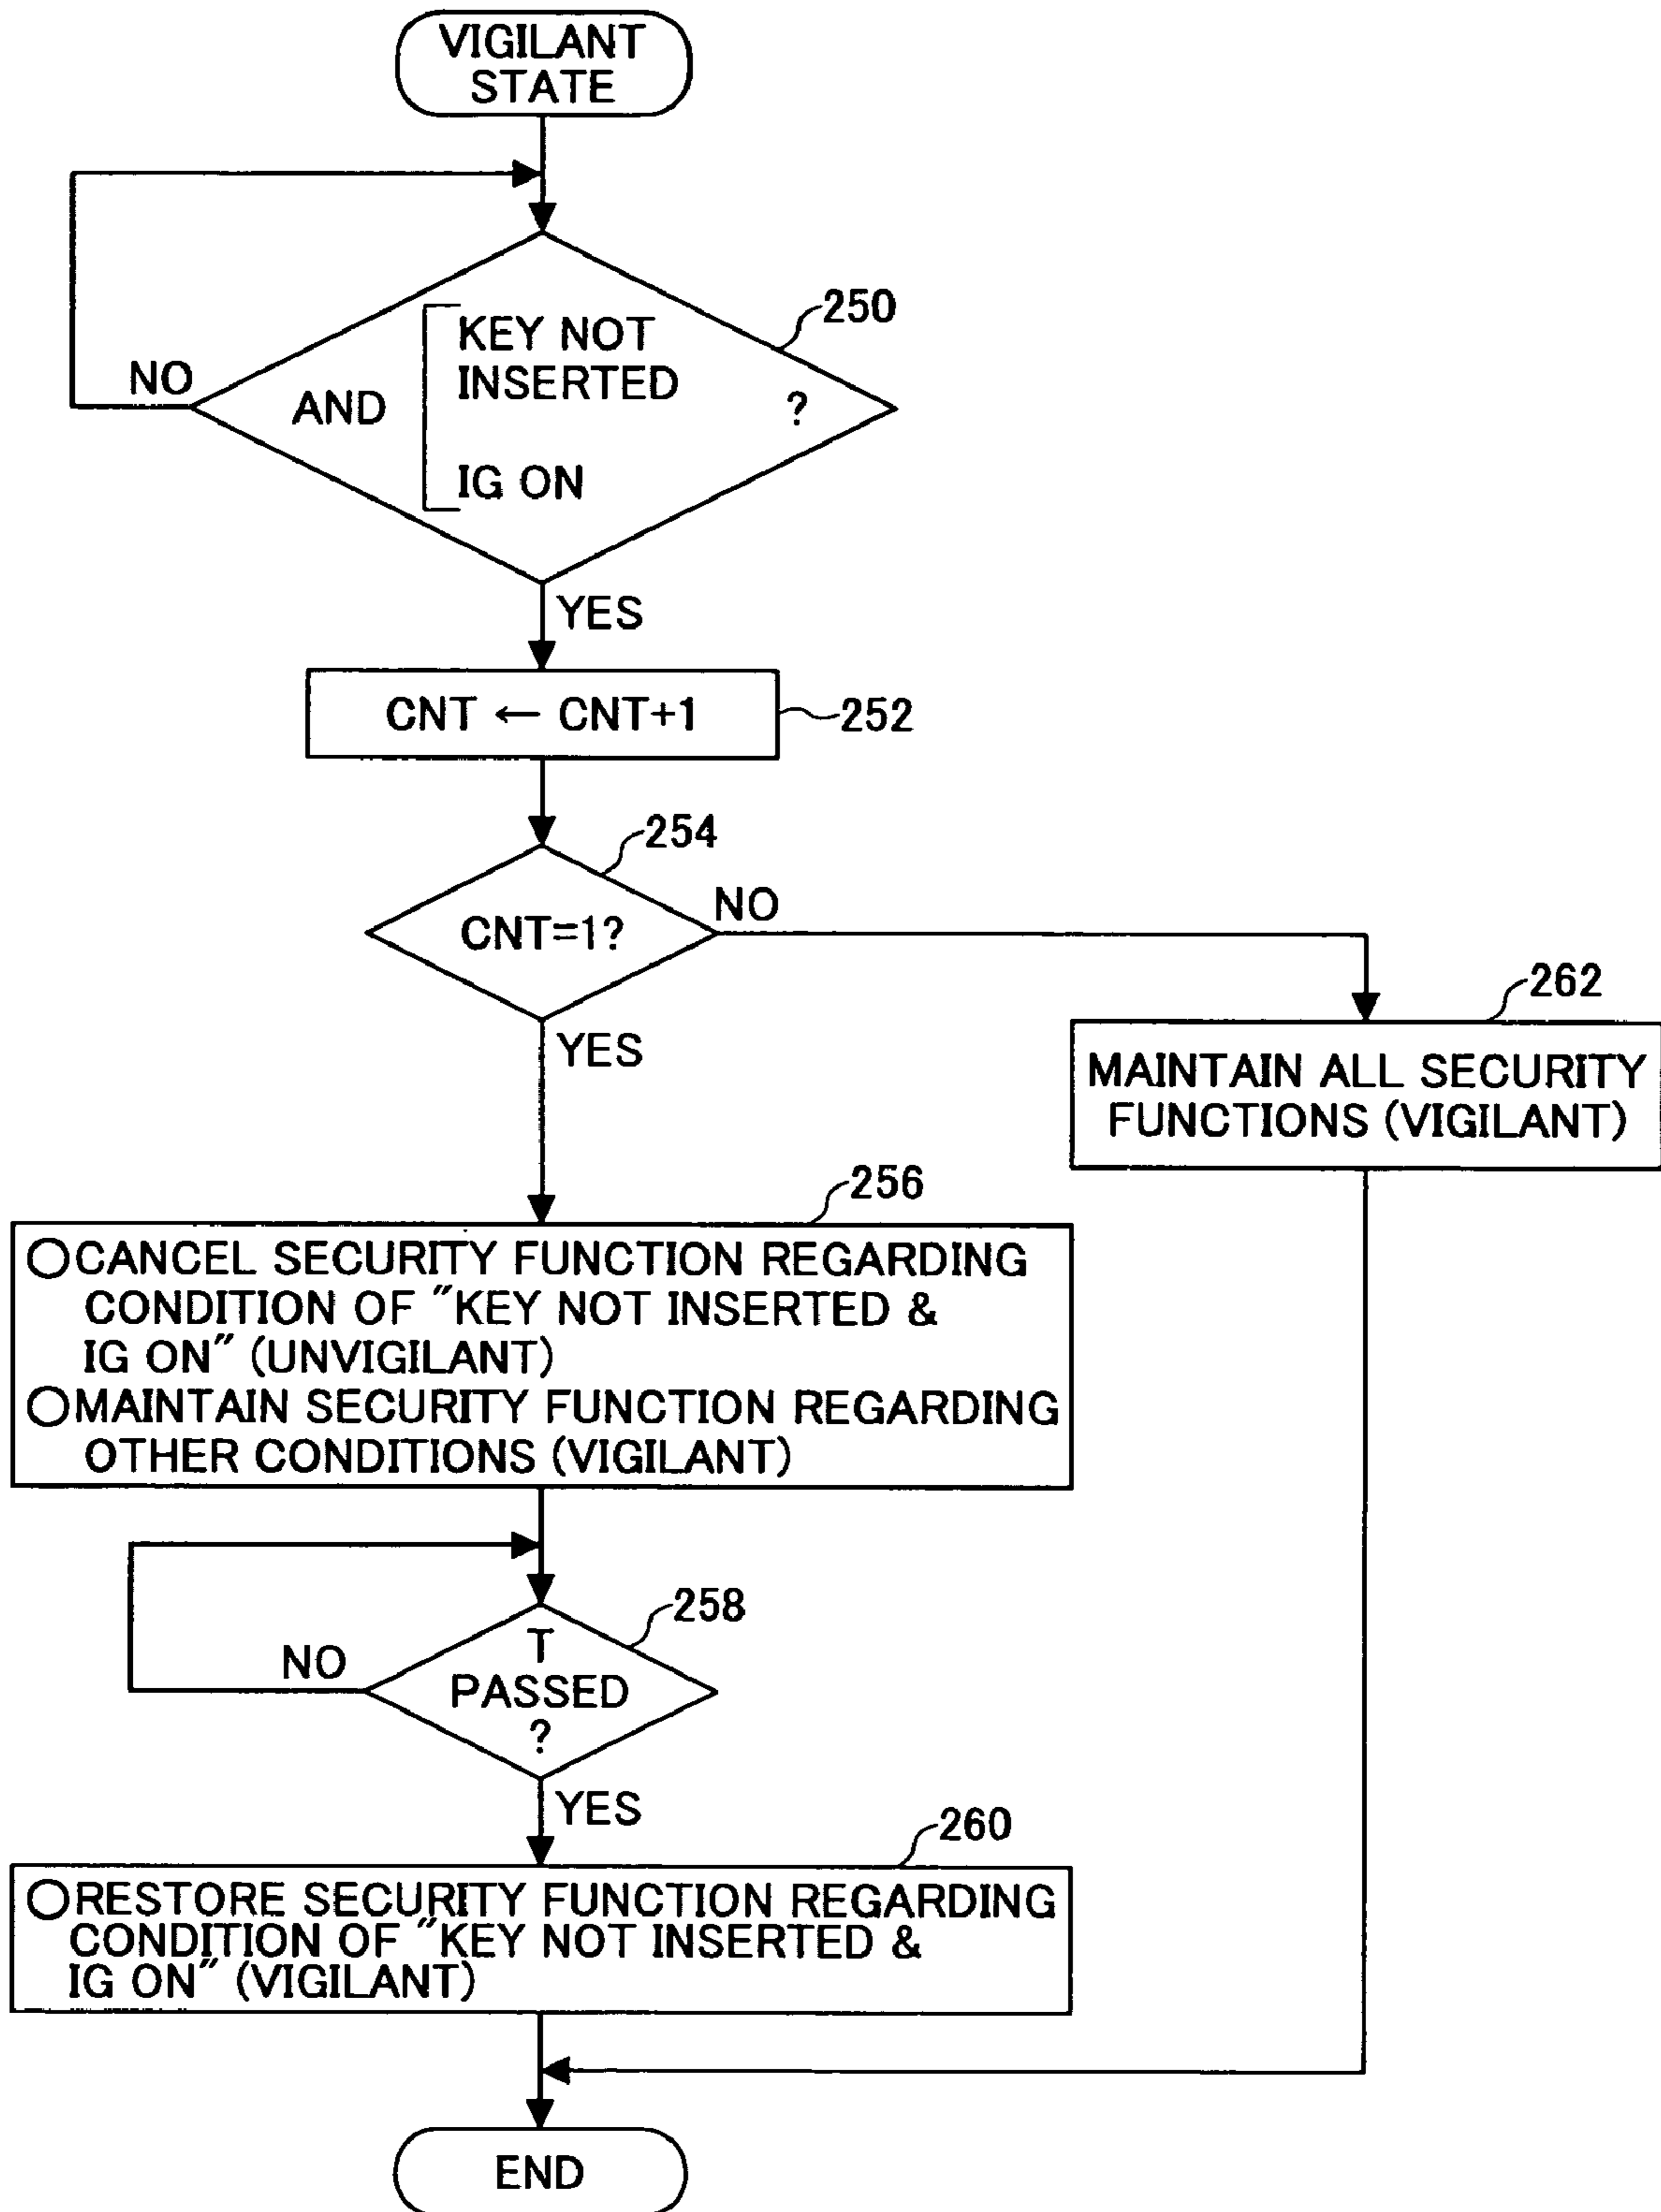 VIGILANT
STATE
250
KEY NOT
INSERTED
NO
AND
?
IG ON
YES
CNT ← CNT+1
252
254
NO
CNT=1?
262
YES
MAINTAIN ALL SECURITY
FUNCTIONS (VIGILANT)
256
○CANCEL SECURITY FUNCTION REGARDING
CONDITION OF "KEY NOT INSERTED &
IG ON" (UNVIGILANT)
○MAINTAIN SECURITY FUNCTION REGARDING
OTHER CONDITIONS (VIGILANT)
258
T
NO
PASSED
?
YES
260
○RESTORE SECURITY FUNCTION REGARDING
CONDITION OF "KEY NOT INSERTED &
IG ON" (VIGILANT)
END